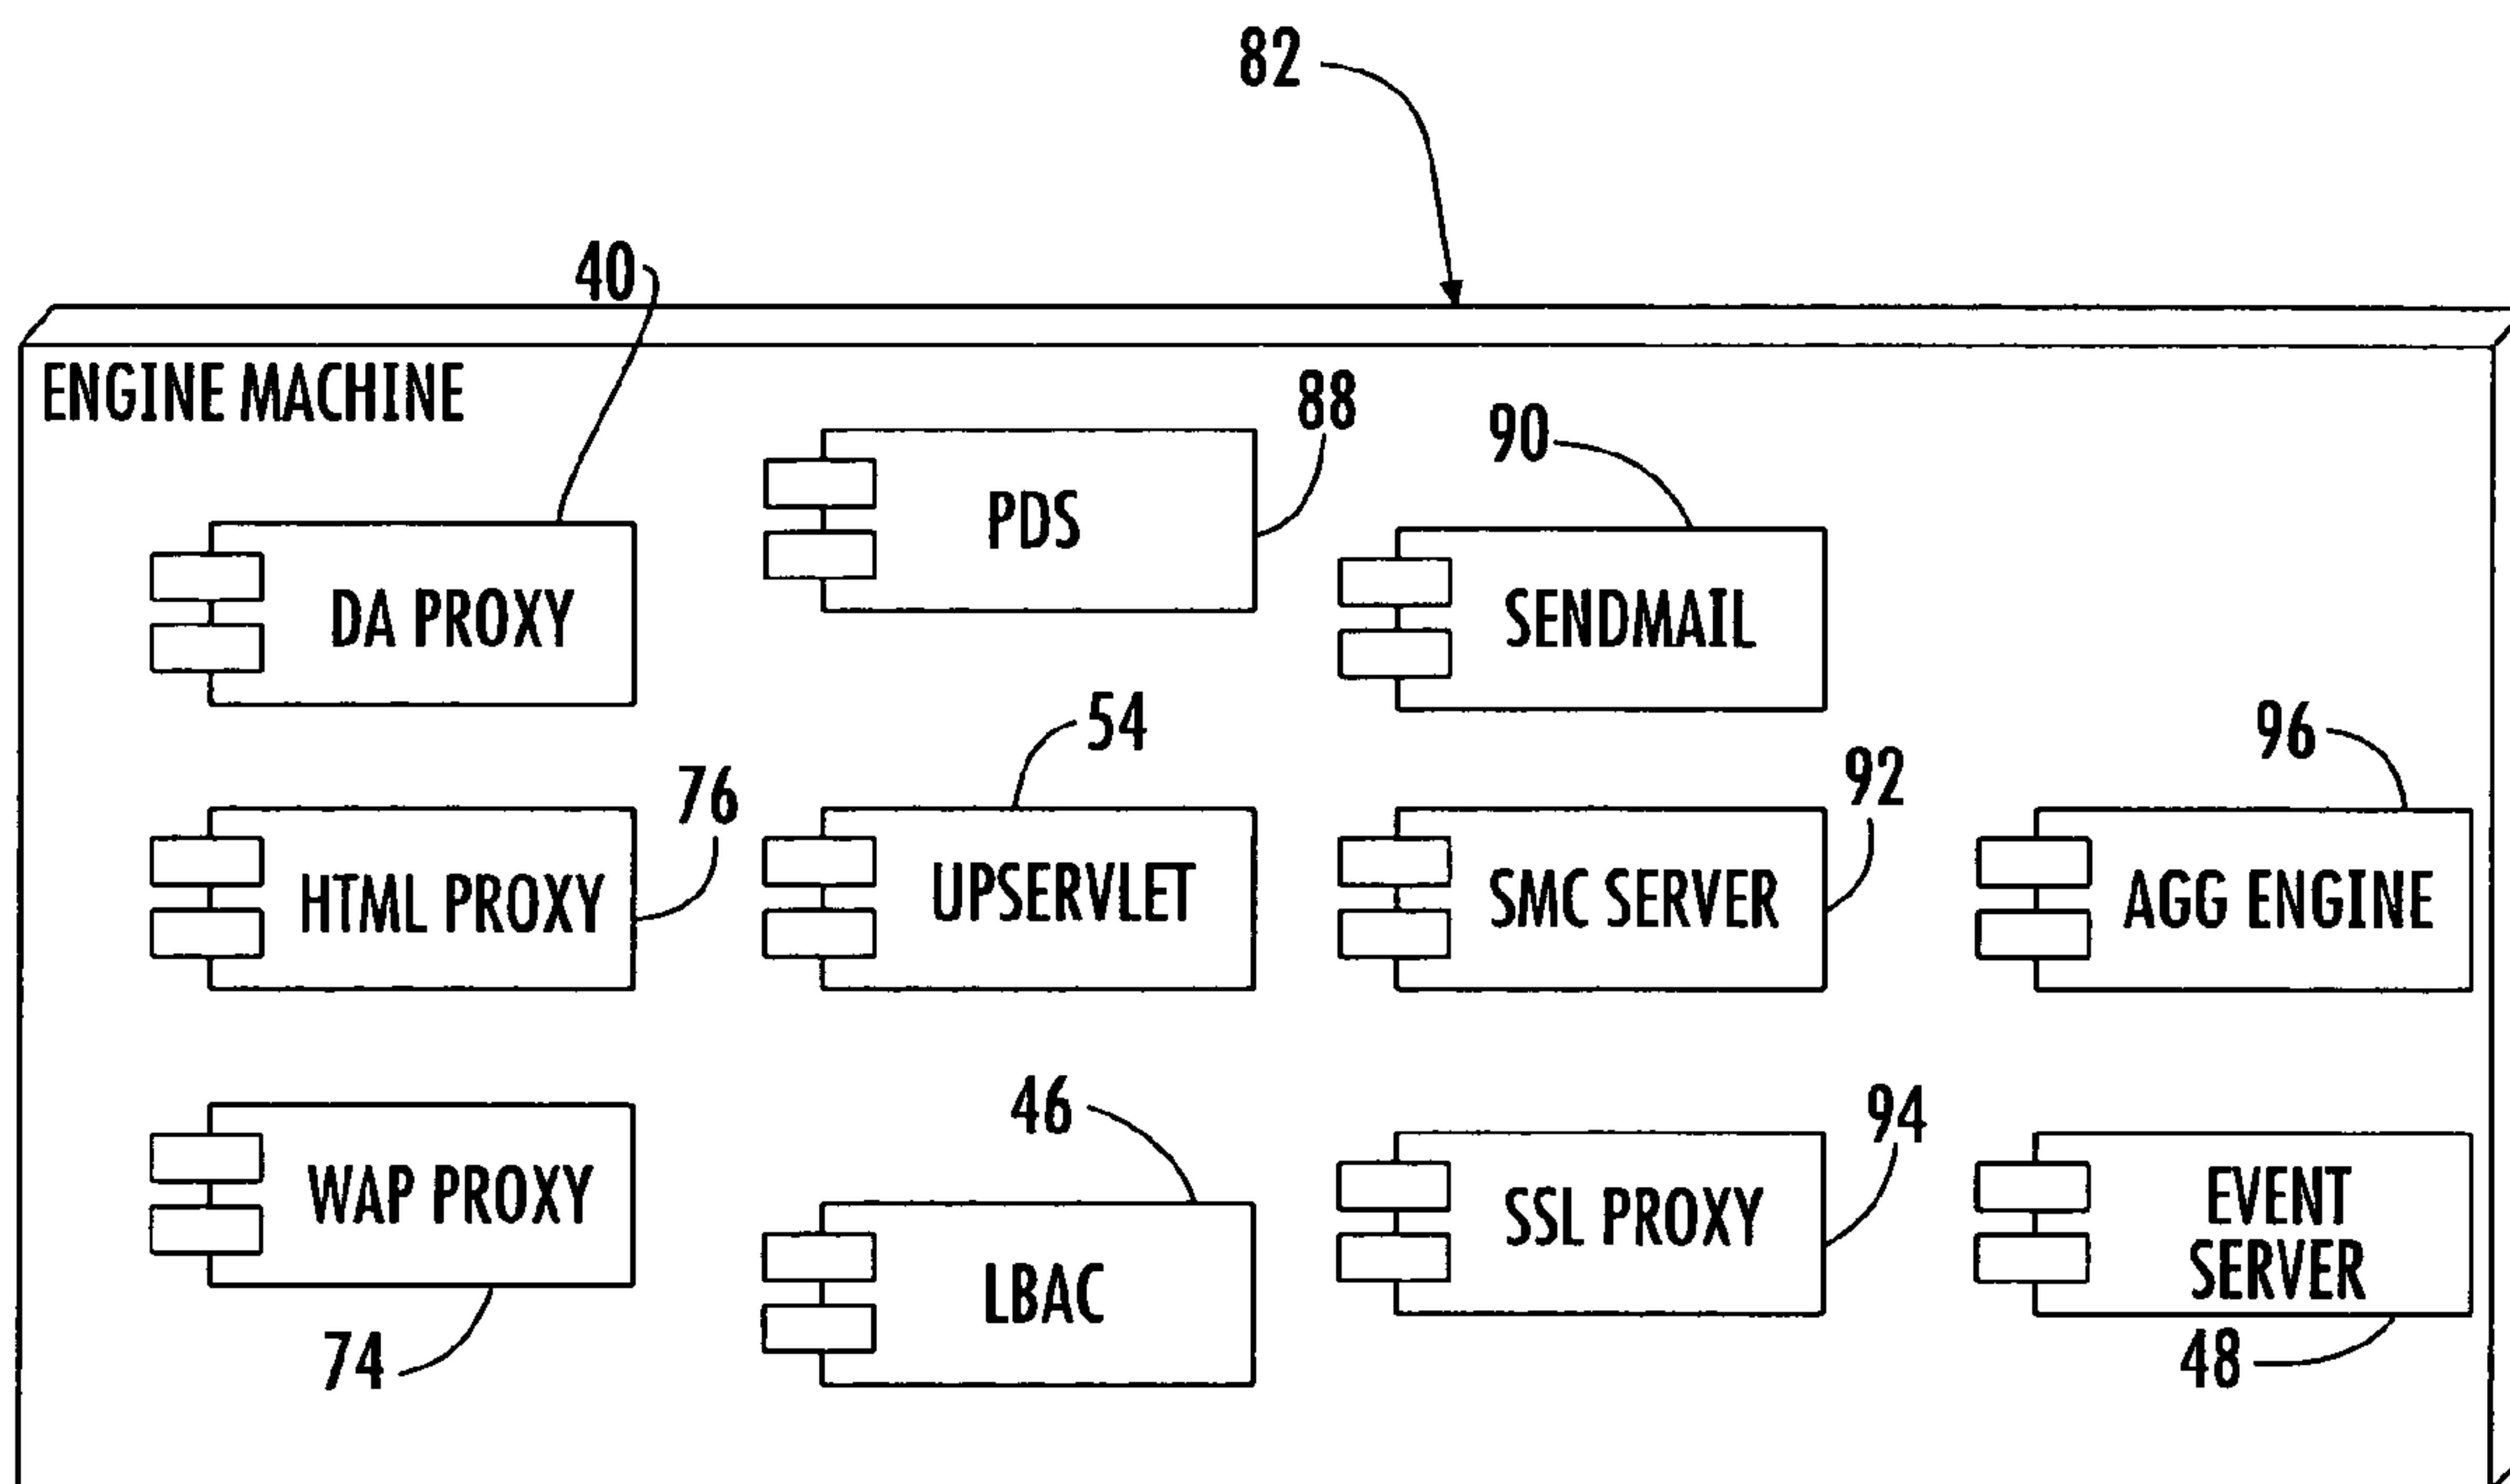 82
40
ENGINE MACHINE
88
90
PDS
DA PROXY
SENDMAIL
54
96
92
76
HTML PROXY
UPSERVLET
SMC SERVER
AGG ENGINE
46
94
WAP PROXY
SSL PROXY
EVENT
SERVER
LBAC
74
48